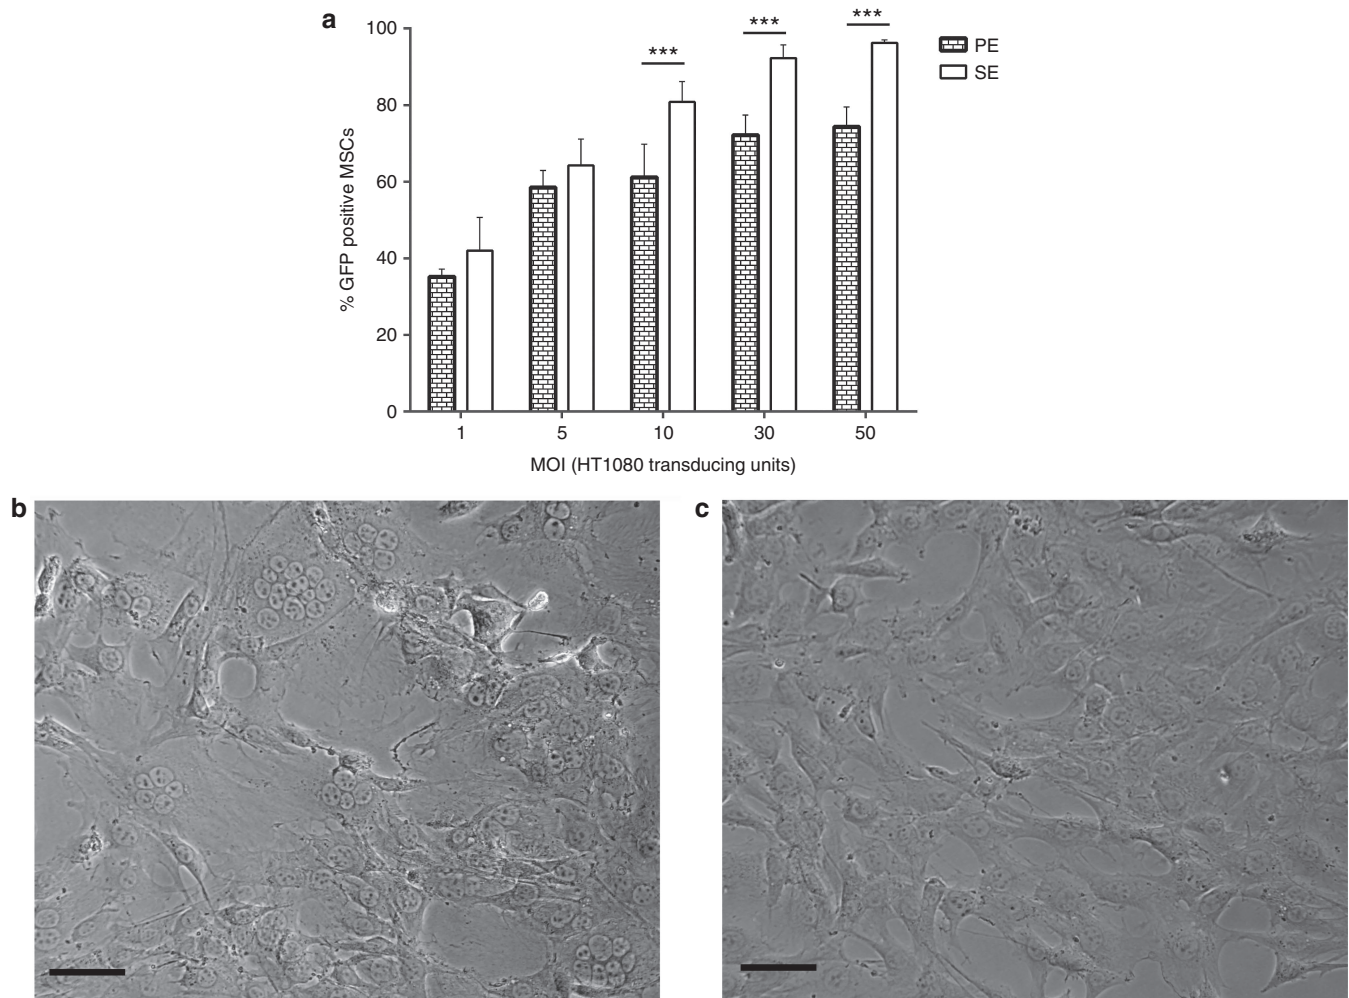 a
100
80
60
40
20
0
% GFP positive MSCs
***
***
***
PE
SE
1 5 10 30 50
MOI (HT1080 transducing units)
b
c